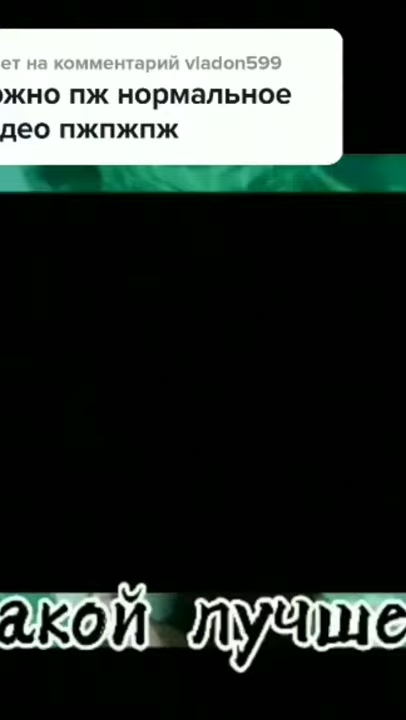 ет на комментарий vladon599
ожно пж нормальное
део пжпжпж
акой лучше